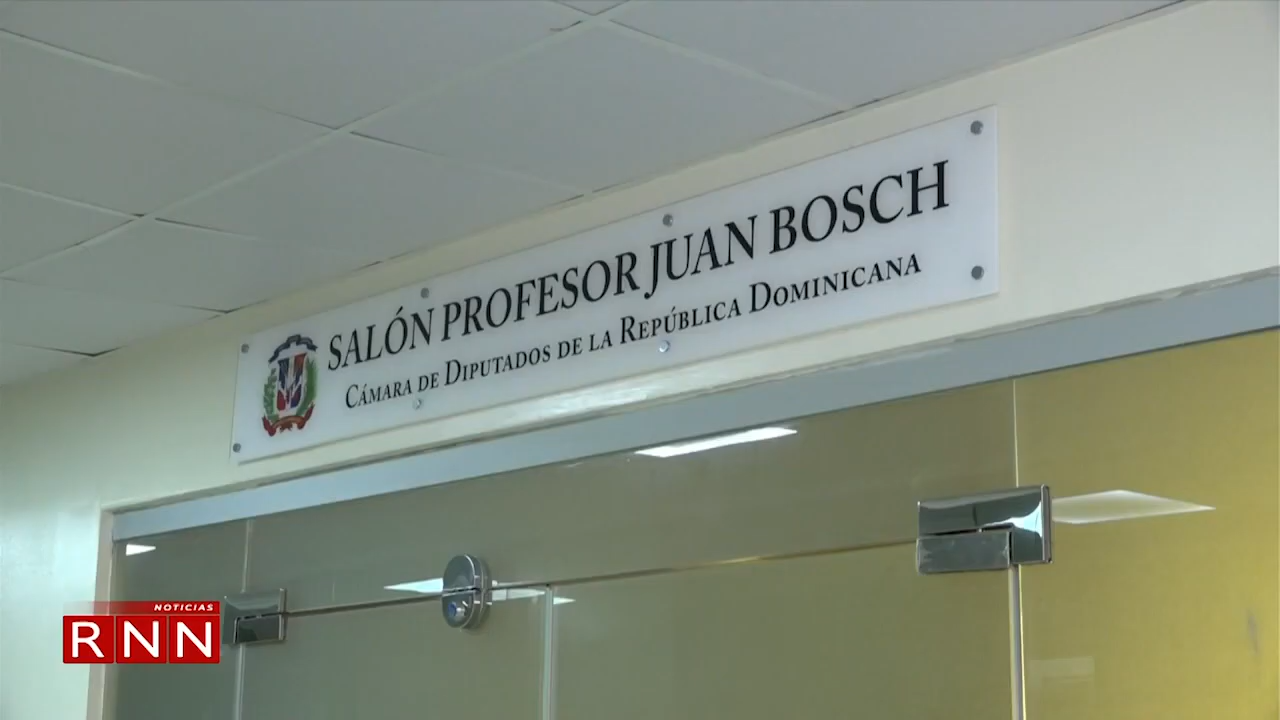 SALÓN PROFESOR JUAN BOSCH
CÁMARA DE DIPUTADOS DE LA REPÚBLICA DOMINICANA
NOTICIAS
RNN